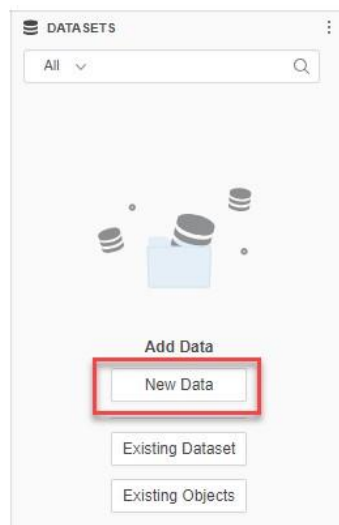 DATASETS
All
Add Data
New Data
Existing Dataset
Existing Objects